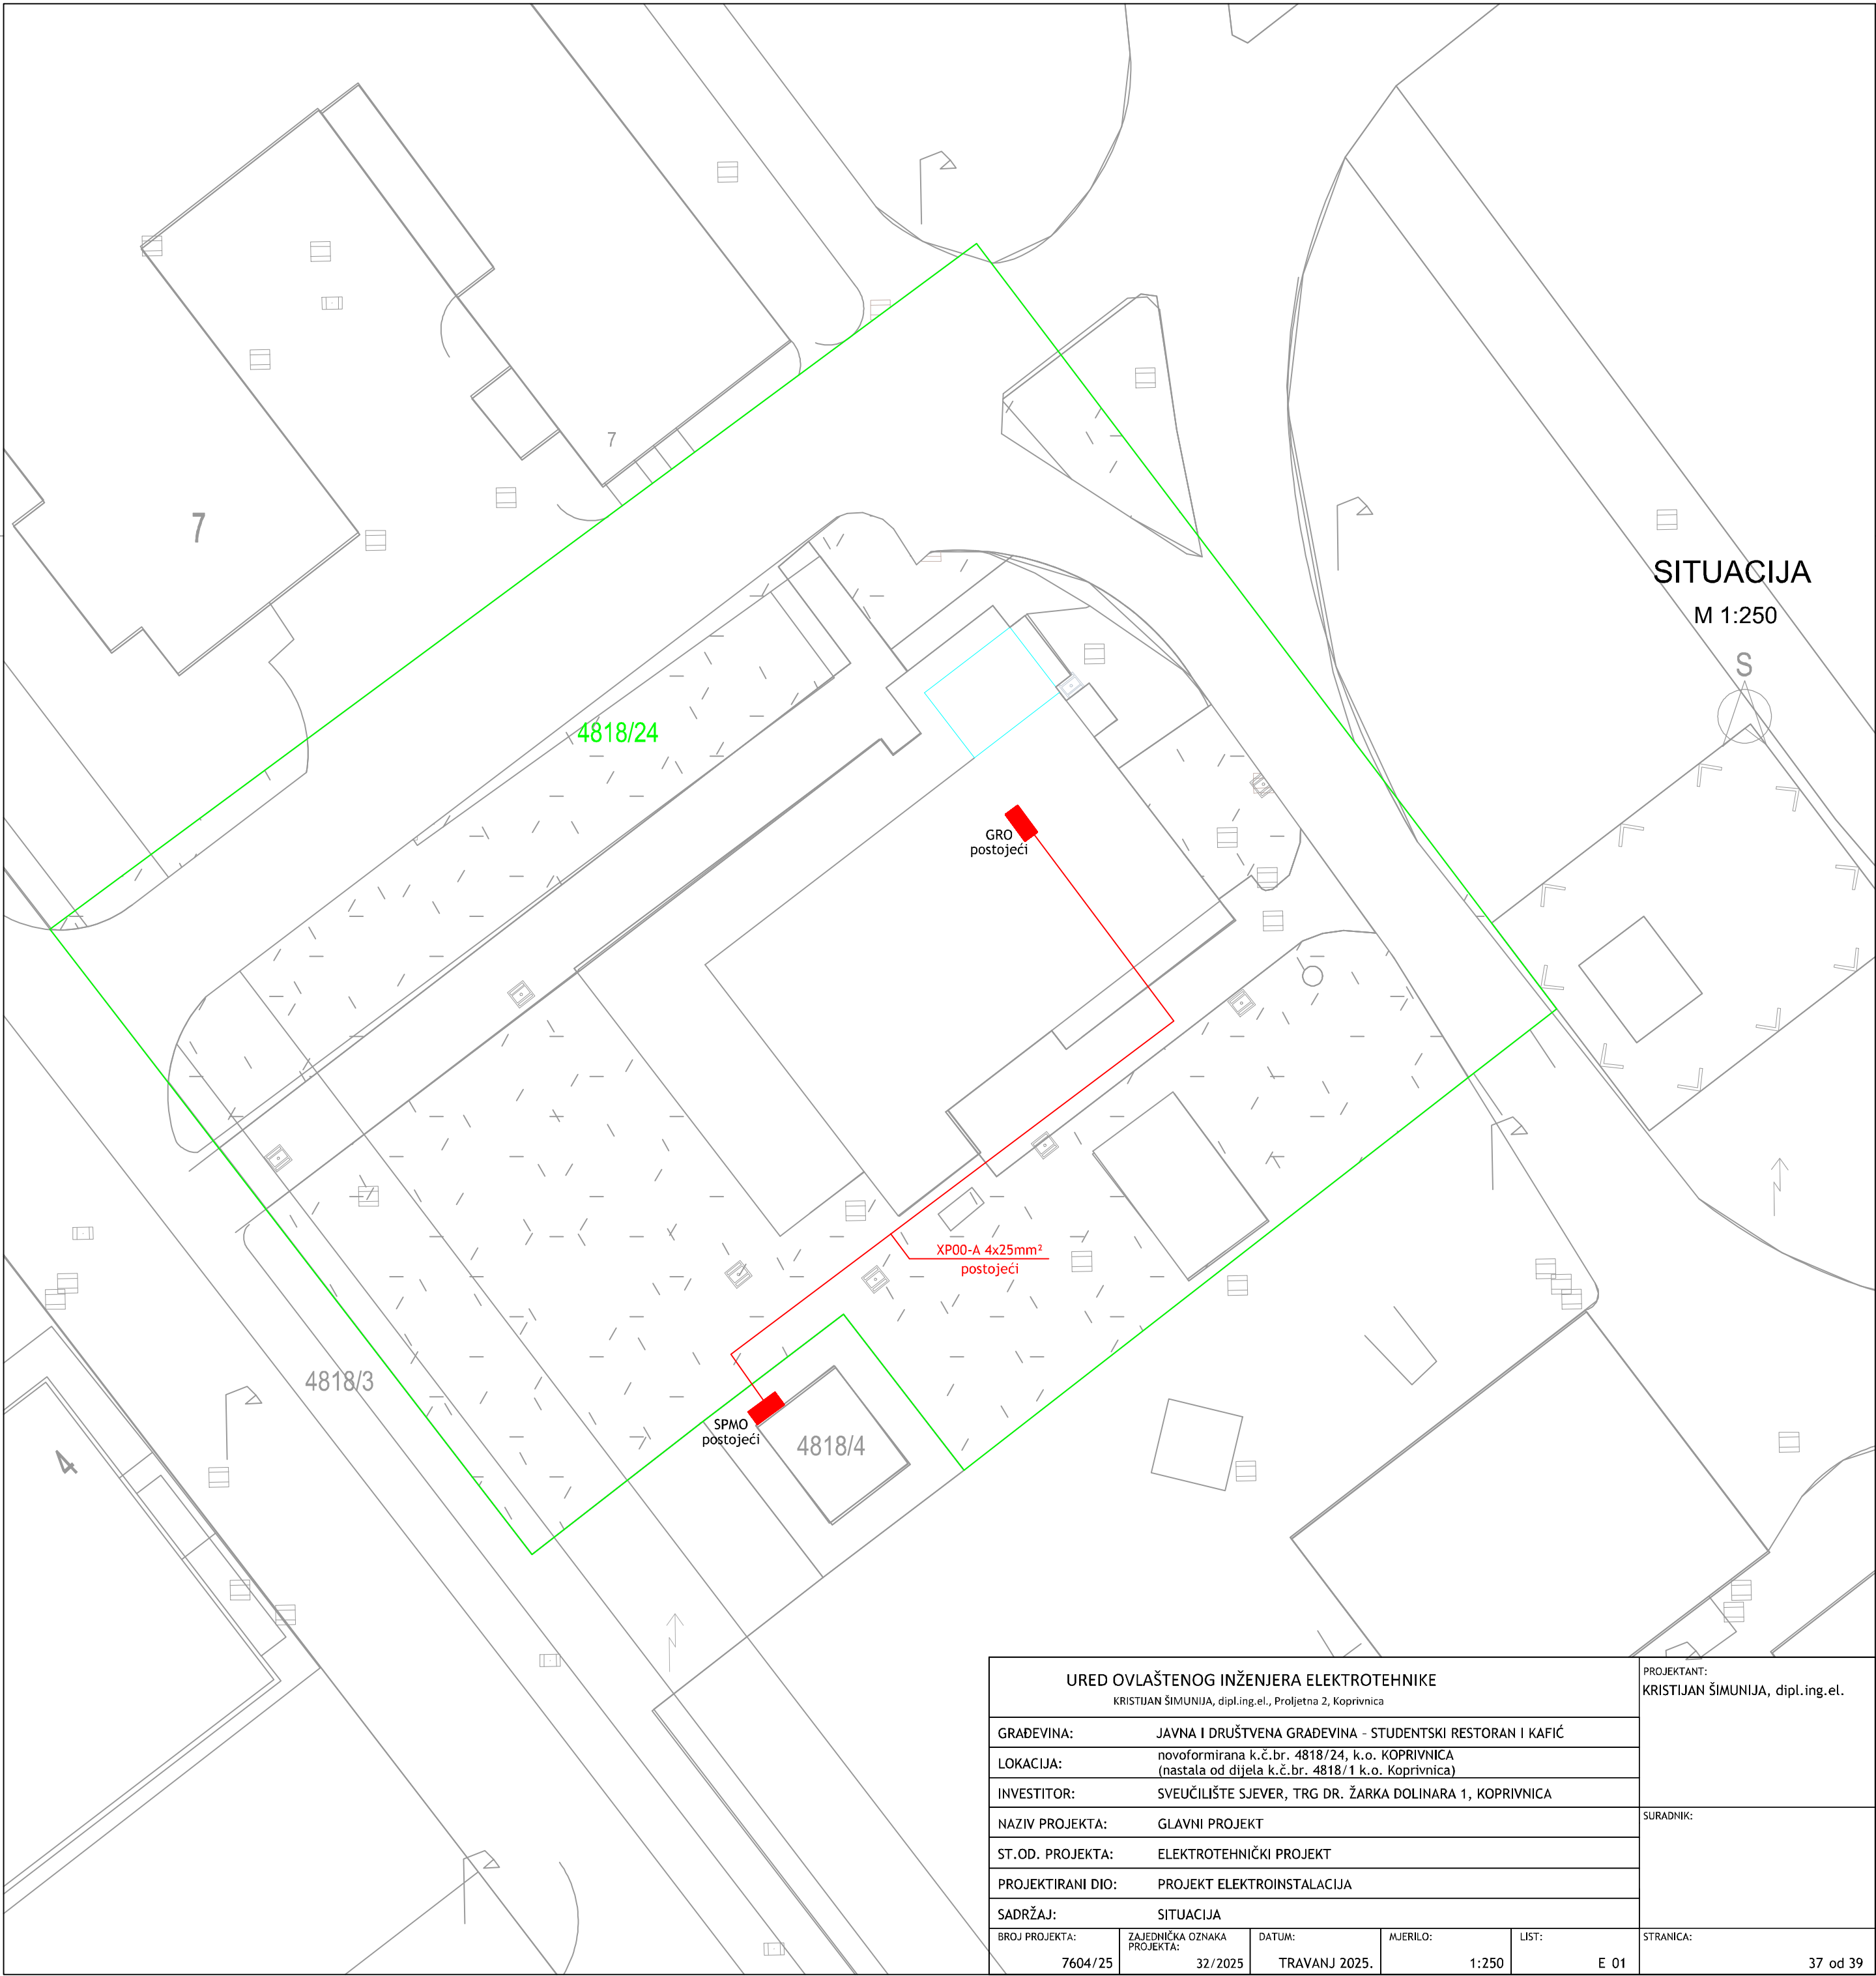 7
7
SITUACIJA
M 1:250
S
4818/24
GRO
postojeći
XP00-A 4x25mm²
postojeći
4818/3
SPMO
postojeći
4818/4
4
URED OVLAŠTENOG INŽENJERA ELEKTROTEHNIKE
KRISTIJAN ŠIMUNIJA, dipl.ing.el., Proljetna 2, Koprivnica
PROJEKTANT:
KRISTIJAN ŠIMUNIJA, dipl.ing.el.
GRAĐEVINA: JAVNA I DRUŠTVENA GRAĐEVINA - STUDENTSKI RESTORAN I KAFIĆ
LOKACIJA: novoformirana k.č.br. 4818/24, k.o. KOPRIVNICA
(nastala od dijela k.č.br. 4818/1 k.o. Koprivnica)
INVESTITOR: SVEUČILIŠTE SJEVER, TRG DR. ŽARKA DOLINARA 1, KOPRIVNICA
NAZIV PROJEKTA: GLAVNI PROJEKT
SURADNIK:
ST.OD. PROJEKTA: ELEKTROTEHNIČKI PROJEKT
PROJEKTIRANI DIO: PROJEKT ELEKTROINSTALACIJA
SADRŽAJ: SITUACIJA
BROJ PROJEKTA:
7604/25
ZAJEDNIČKA OZNAKA
PROJEKTA:
32/2025
DATUM:
TRAVANJ 2025.
MJERILO:
1:250
LIST:
E 01
STRANICA:
37 od 39